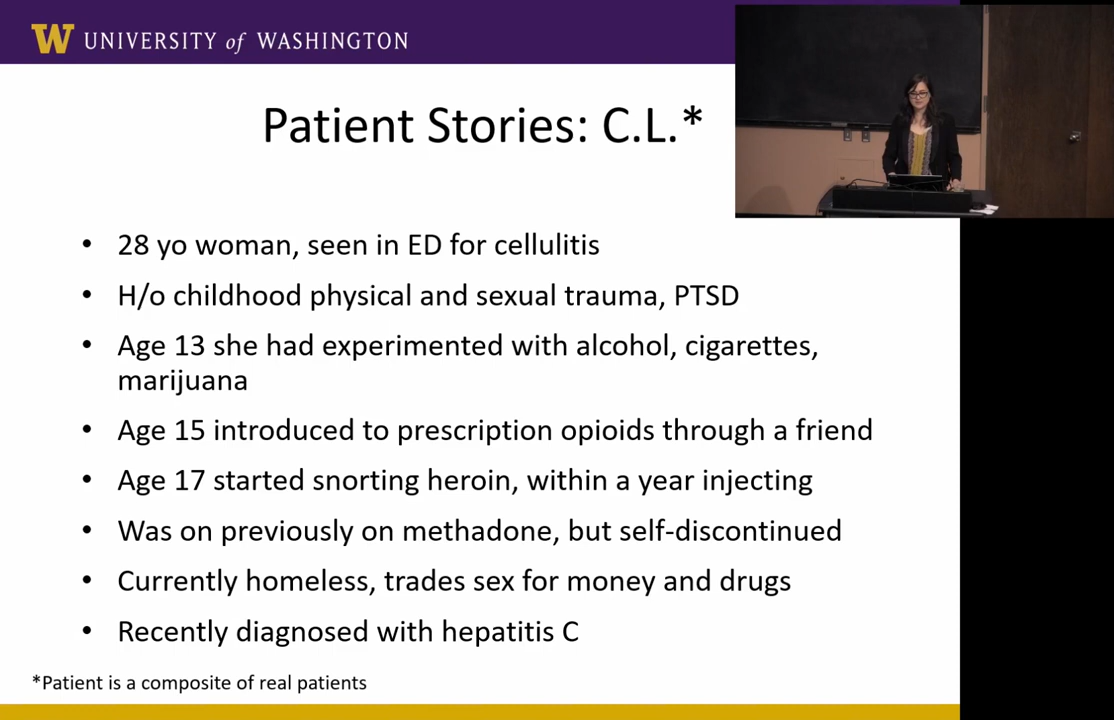 W UNIVERSITY of WASHINGTON
Patient Stories: C.L.*
• 28 yo woman, seen in ED for cellulitis
• H/o childhood physical and sexual trauma, PTSD
• Age 13 she had experimented with alcohol, cigarettes,
marijuana
• Age 15 introduced to prescription opioids through a friend
• Age 17 started snorting heroin, within a year injecting
• Was on previously on methadone, but self-discontinued
• Currently homeless, trades sex for money and drugs
• Recently diagnosed with hepatitis C
*Patient is a composite of real patients